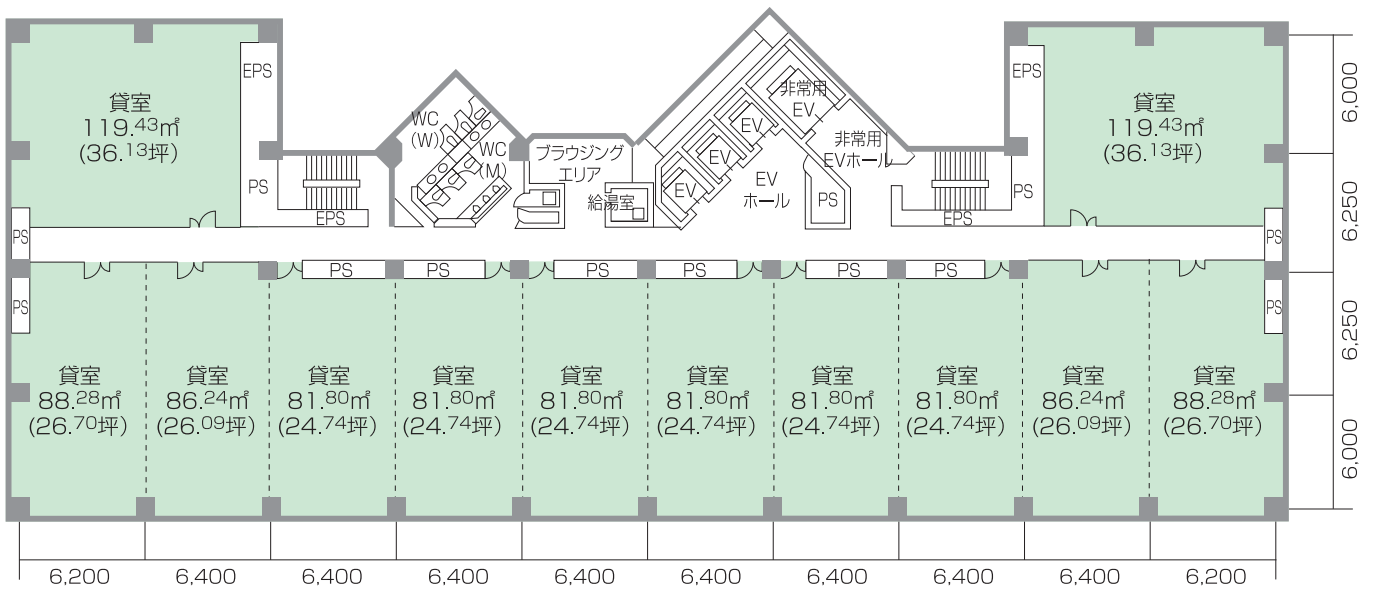 貸室
119.43㎡
(36.13坪)
EPS
PS
EPS
WC
(W)
WC
(M)
ブラウジング
エリア
給湯室
EV
EV
EV
非常用
EV
非常用
EVホール
EV
ホール
PS
EPS
EPS
PS
貸室
119.43㎡
(36.13坪)
PS
PS
PS
PS
PS
PS
PS
PS
PS
PS
貸室
88.28㎡
(26.70坪)
貸室
86.24㎡
(26.09坪)
貸室
81.80㎡
(24.74坪)
貸室
81.80㎡
(24.74坪)
貸室
81.80㎡
(24.74坪)
貸室
81.80㎡
(24.74坪)
貸室
81.80㎡
(24.74坪)
貸室
81.80㎡
(24.74坪)
貸室
86.24㎡
(26.09坪)
貸室
88.28㎡
(26.70坪)
6,000
6,250
6,250
6,000
6,200
6,400
6,400
6,400
6,400
6,400
6,400
6,400
6,400
6,200